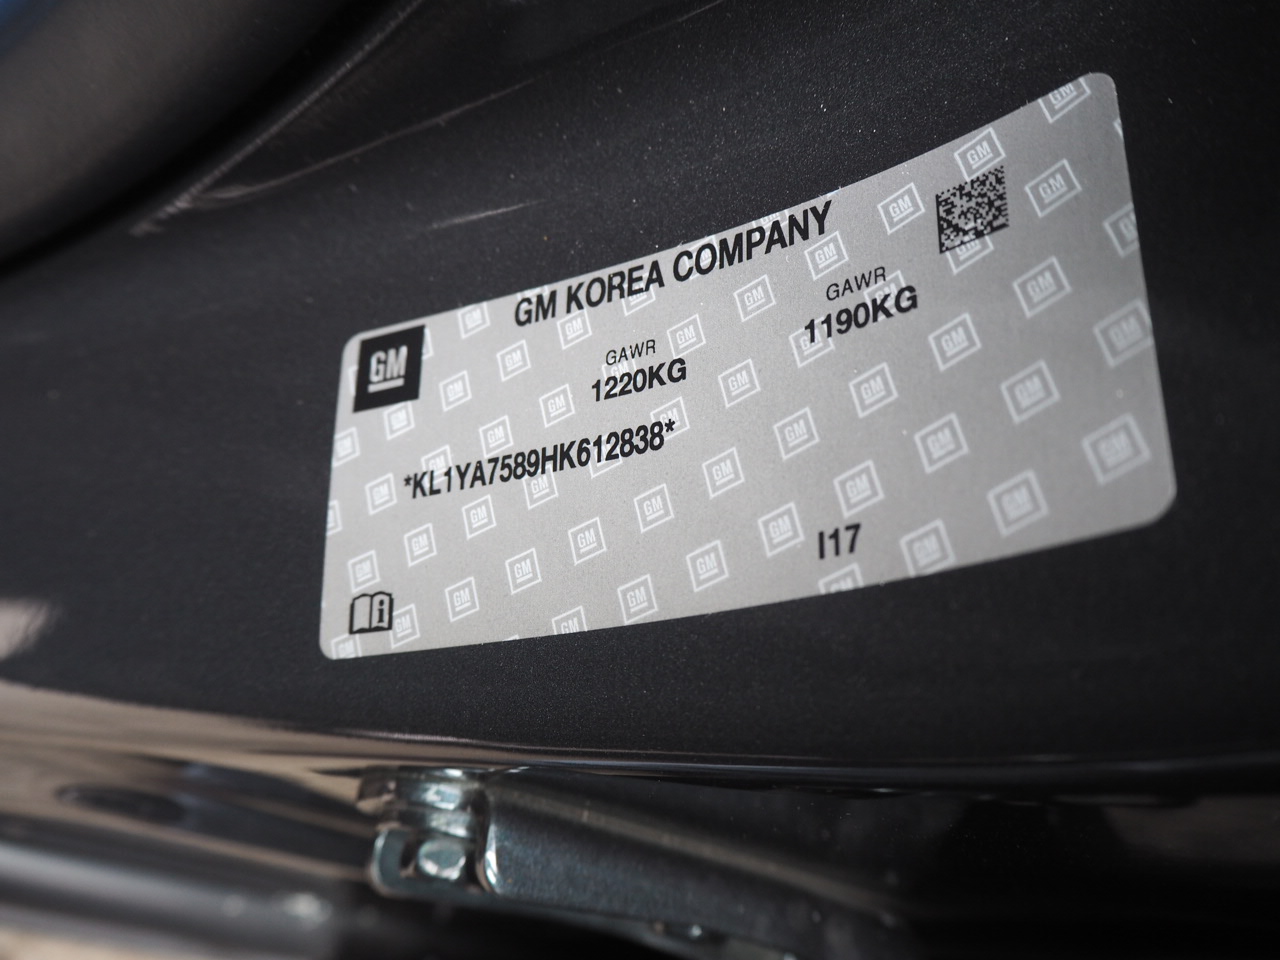 GM KOREA COMPANY
GM
GAWR
1220KG
GAWR
1190KG
*KL1YA7589HK612838*
I17